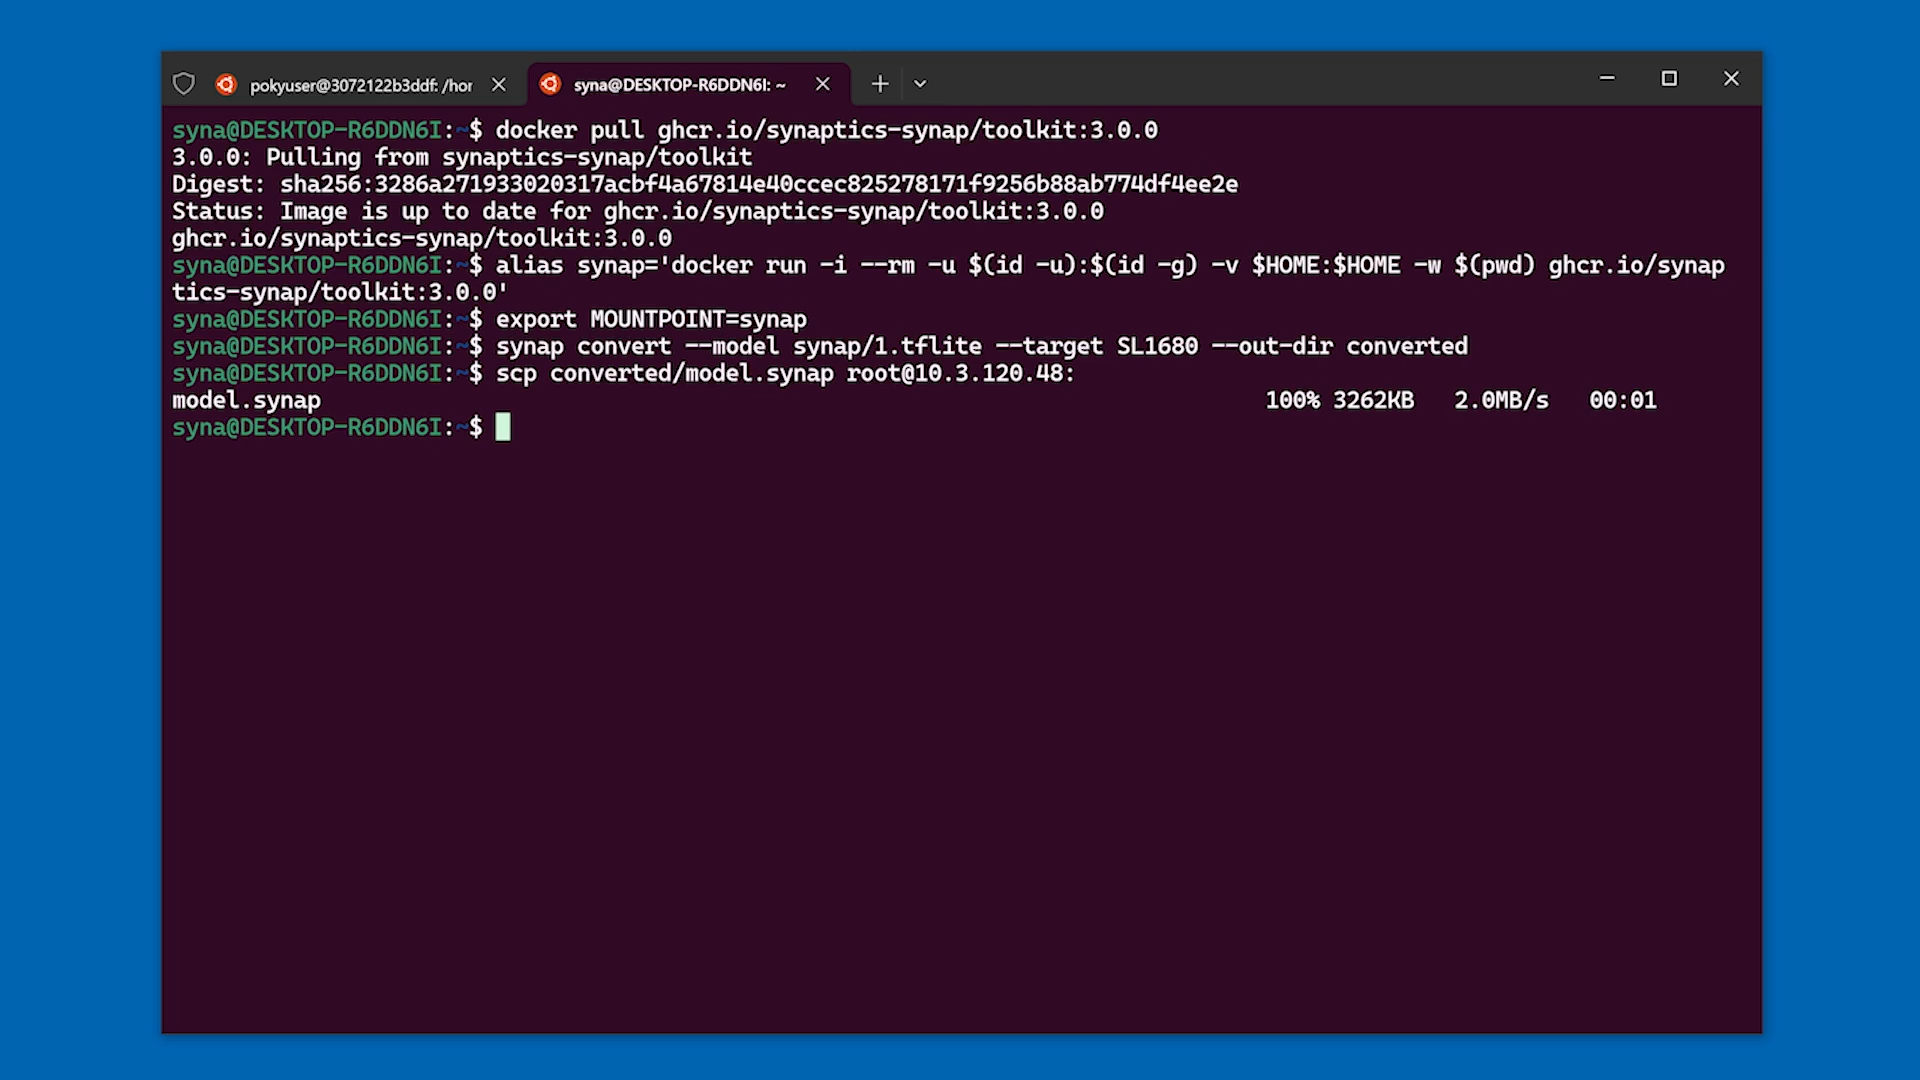 pokyuser@3072122b3ddf: /hor
syna@DESKTOP-R6DDN6I: ~
syna@DESKTOP-R6DDN6I:~$ docker pull ghcr.io/synaptics-synap/toolkit:3.0.0
3.0.0: Pulling from synaptics-synap/toolkit
Digest: sha256:3286a271933020317acbf4a67814e40ccec825278171f9256b88ab774df4ee2e
Status: Image is up to date for ghcr.io/synaptics-synap/toolkit:3.0.0
ghcr.io/synaptics-synap/toolkit:3.0.0
syna@DESKTOP-R6DDN6I:~$ alias synap='docker run -i --rm -u $(id -u):$(id -g) -v $HOME:$HOME -w $(pwd) ghcr.io/synap
tics-synap/toolkit:3.0.0'
syna@DESKTOP-R6DDN6I:~$ export MOUNTPOINT=synap
syna@DESKTOP-R6DDN6I:~$ synap convert --model synap/1.tflite --target SL1680 --out-dir converted
syna@DESKTOP-R6DDN6I:~$ scp converted/model.synap root@10.3.120.48:
model.synap 100% 3262KB 2.0MB/s 00:01
syna@DESKTOP-R6DDN6I:~$